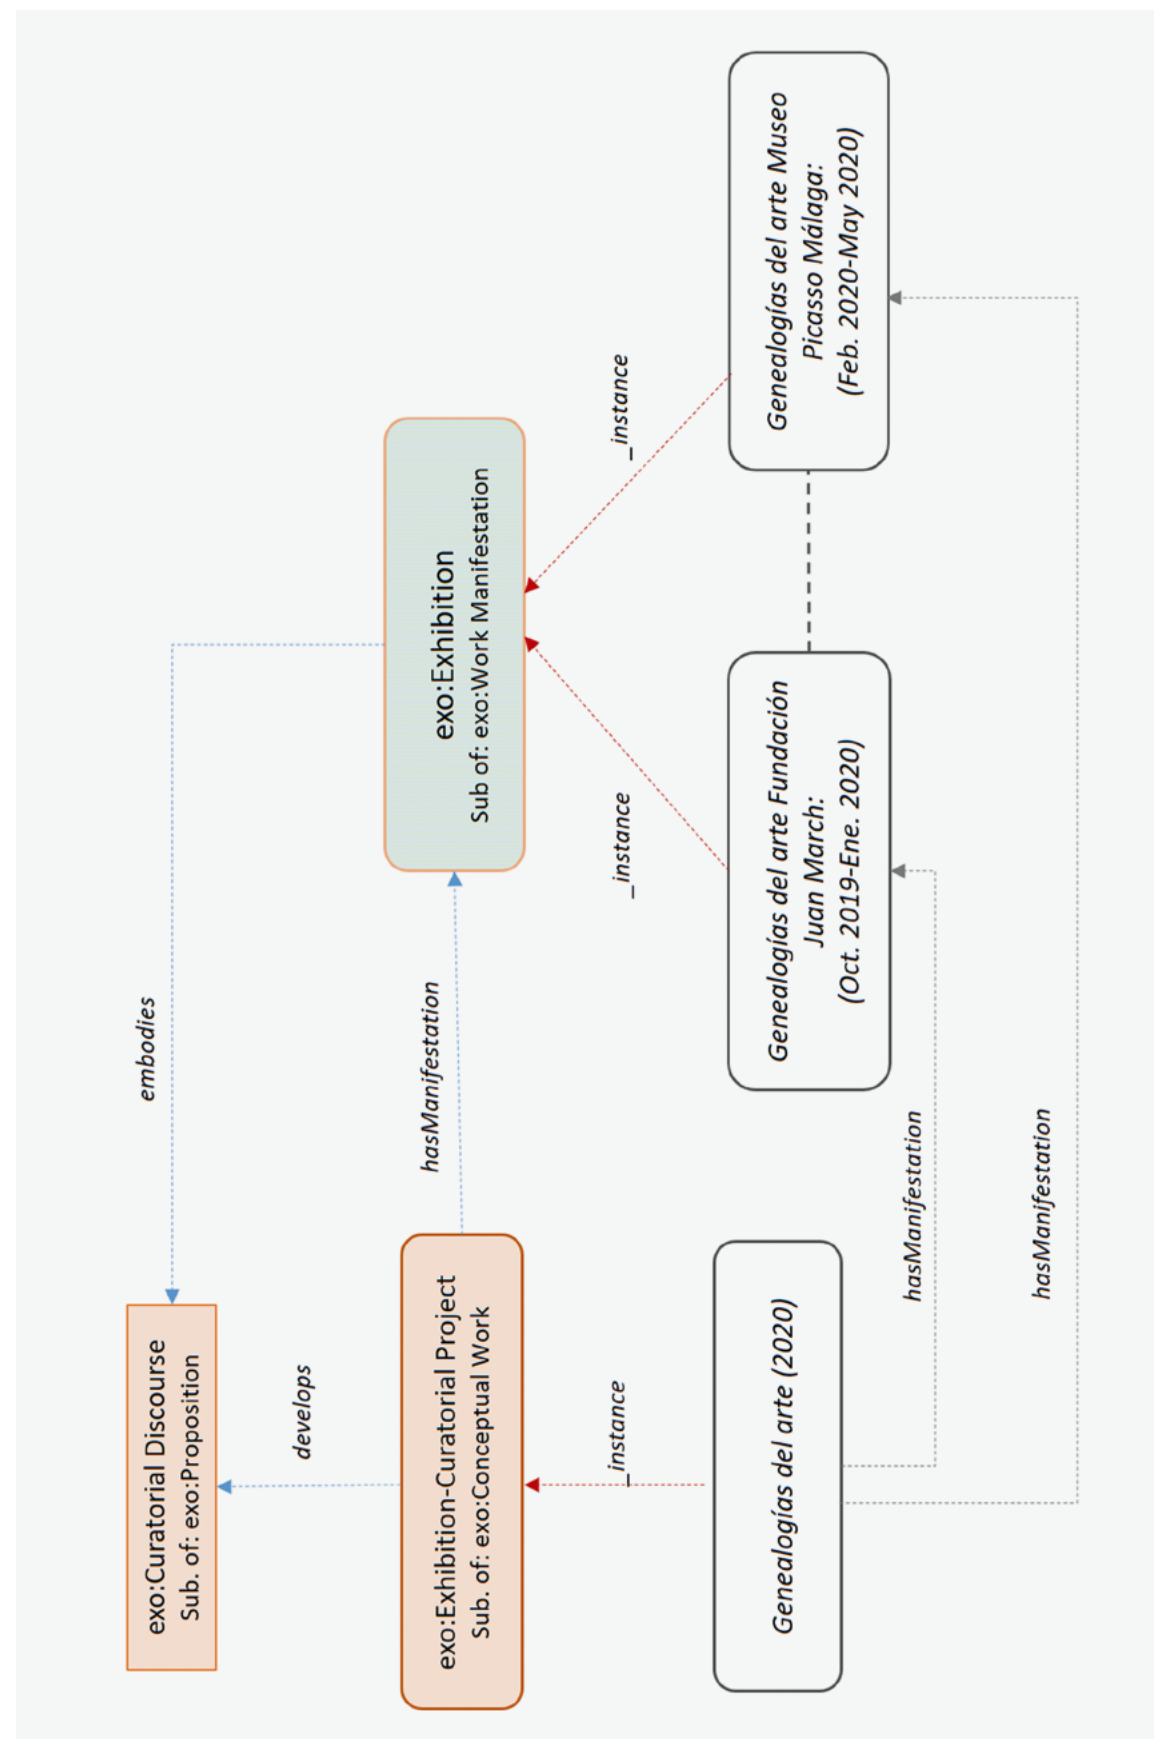 exo:Curatorial Discourse
Sub. of: exo:Proposition
embodies
develops
exo:Exhibition-Curatorial Project
Sub. of: exo:Conceptual Work
hasManifestation
exo:Exhibition
Sub of: exo:Work Manifestation
_instance
_instance
_instance
Genealogías del arte (2020)
Genealogías del arte Fundación
Juan March:
(Oct. 2019-Ene. 2020)
Genealogías del arte Museo
Picasso Málaga:
(Feb. 2020-May 2020)
hasManifestation
hasManifestation